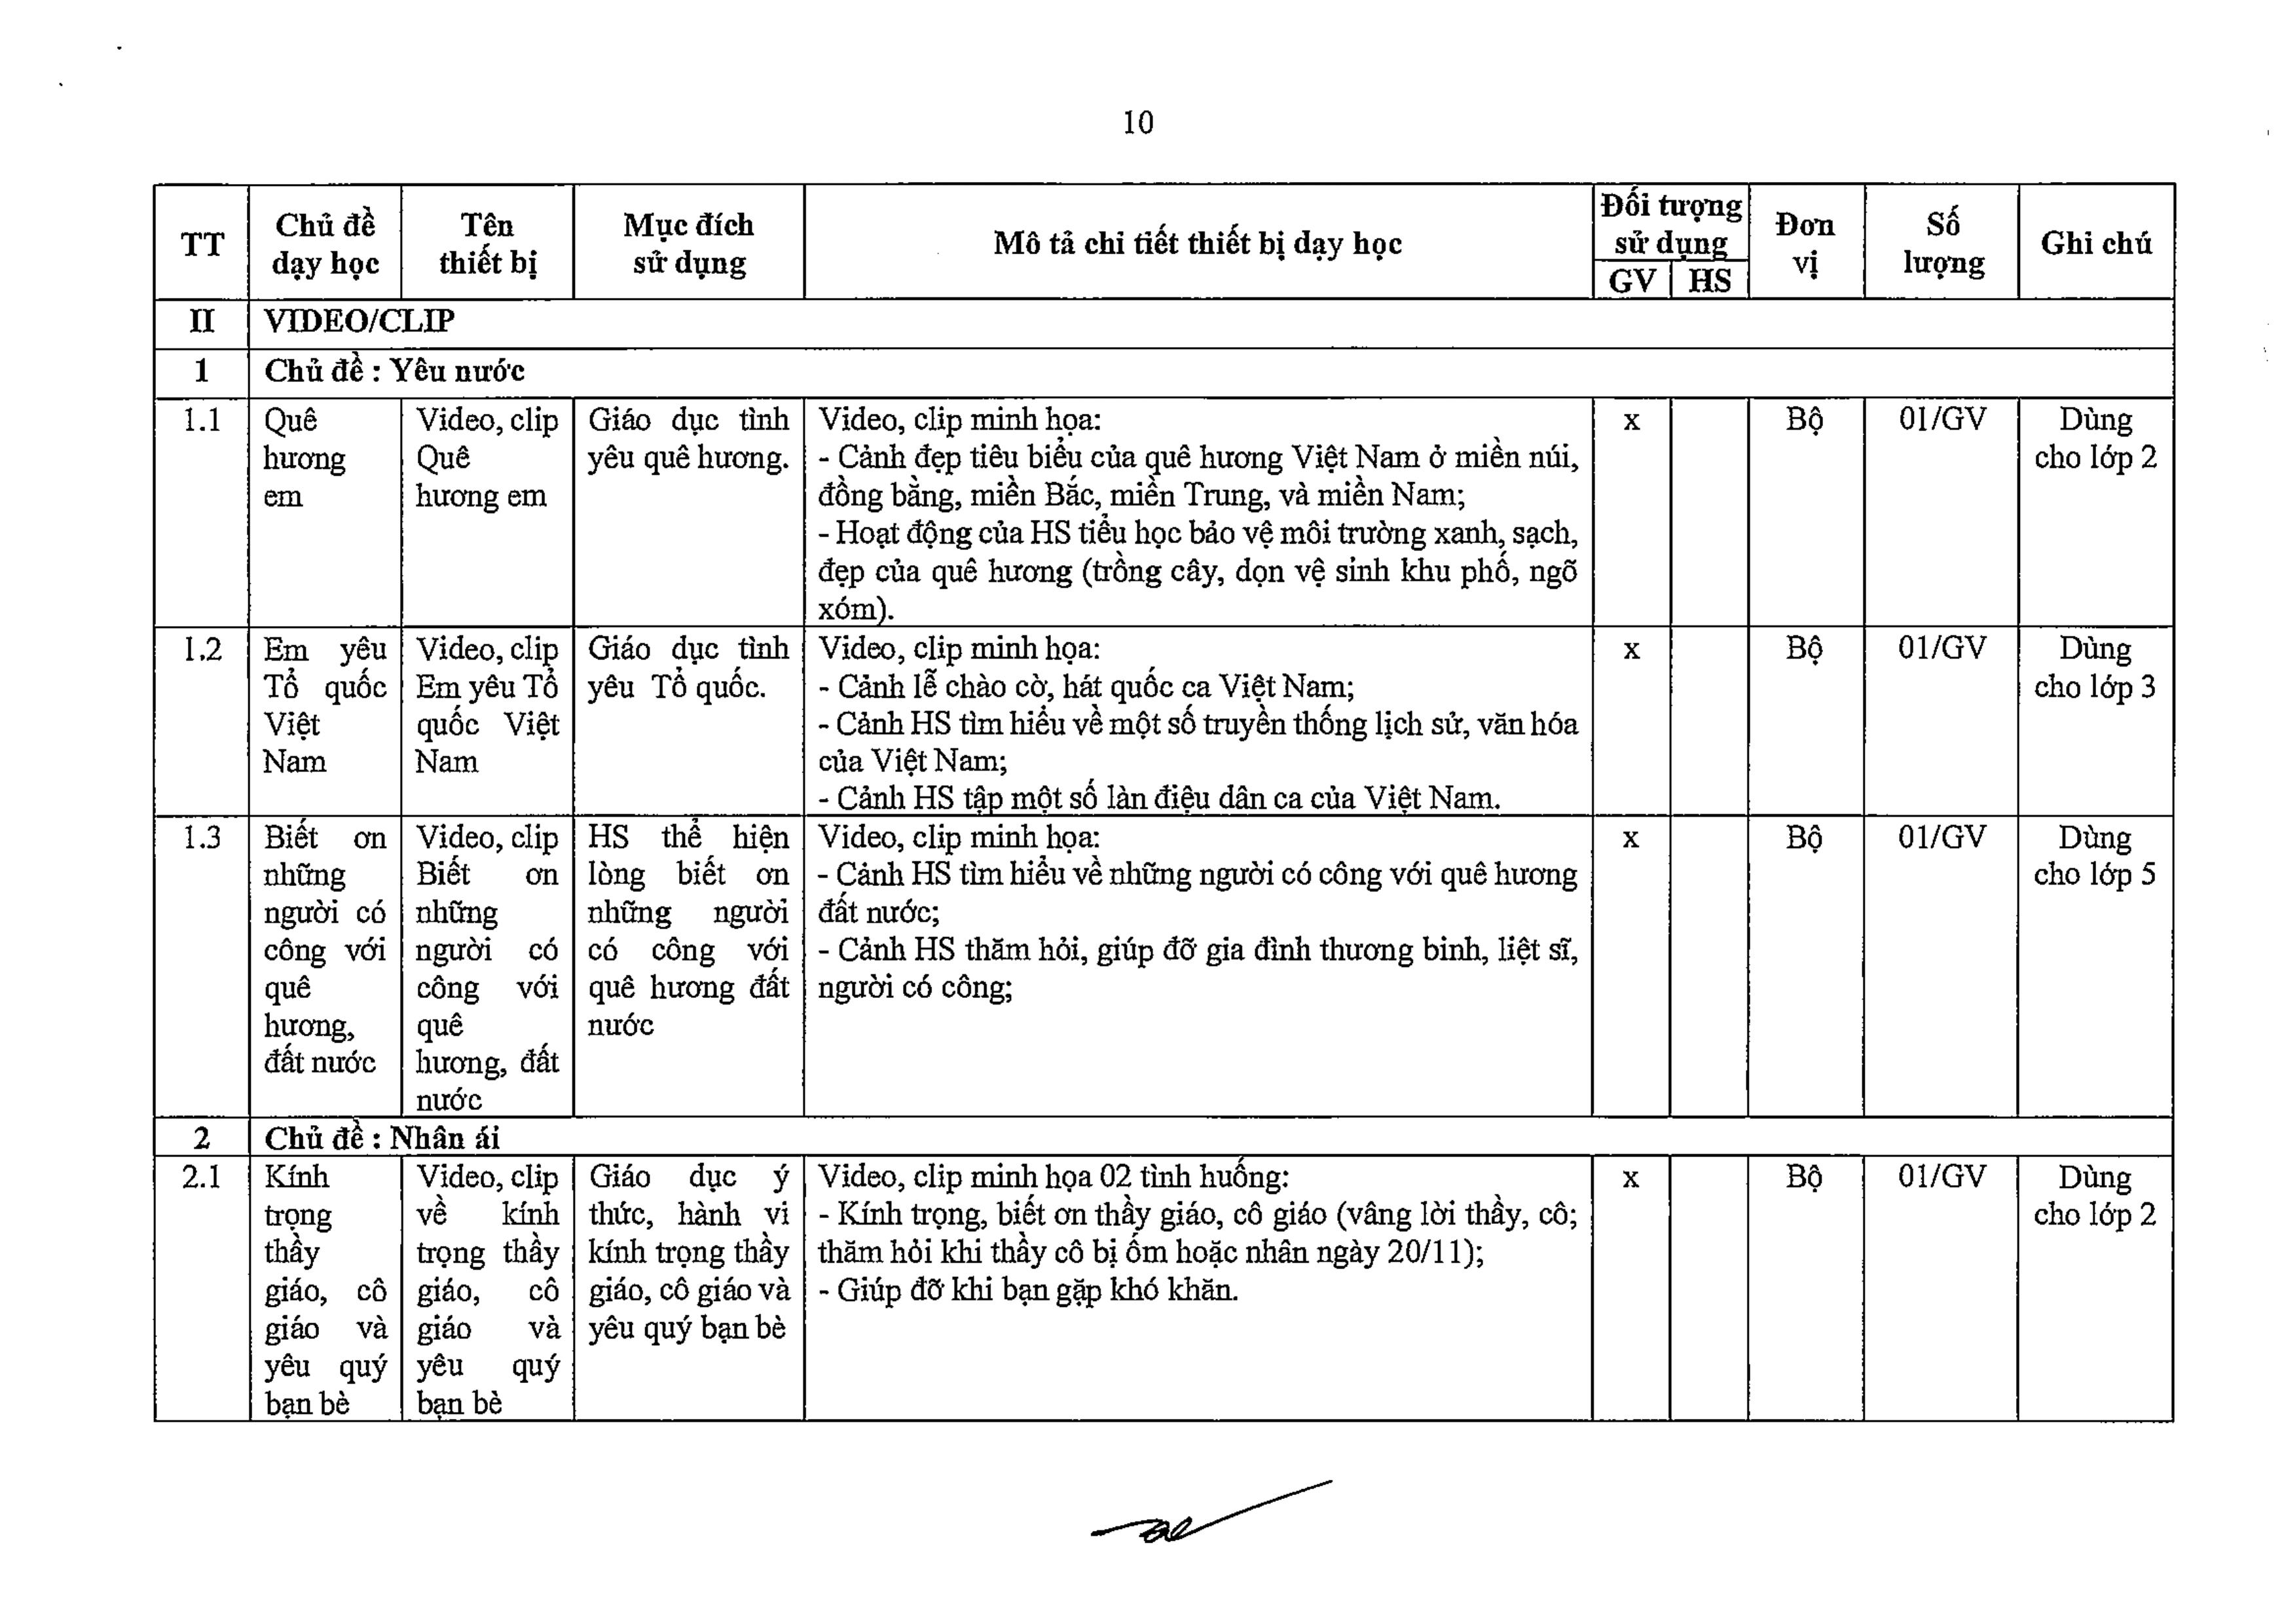 10
TT
Chủ đề
dạy học
Tên
thiết bị
Mục đích
sử dụng
Mô tả chi tiết thiết bị dạy học
Đối tượng
sử dụng
GV
HS
Đơn
vị
Số
lượng
Ghi chú
II
VIDEO/CLIP
1
Chủ đề : Yêu nước
1.1
Quê
hương
em
Video, clip
Quê
hương em
Giáo dục tình
yêu quê hương.
Video, clip minh họa:
- Cảnh đẹp tiêu biểu của quê hương Việt Nam ở miền núi,
đồng bằng, miền Bắc, miền Trung, và miền Nam;
- Hoạt động của HS tiểu học bảo vệ môi trường xanh, sạch,
đẹp của quê hương (trồng cây, dọn vệ sinh khu phố, ngõ
xóm).
x
Bộ
01/GV
Dùng
cho lớp 2
1.2
Em yêu
Tổ quốc
Việt
Nam
Video, clip
Em yêu Tổ
quốc Việt
Nam
Giáo dục tình
yêu Tổ quốc.
Video, clip minh họa:
- Cảnh lễ chào cờ, hát quốc ca Việt Nam;
- Cảnh HS tìm hiểu về một số truyền thống lịch sử, văn hóa
của Việt Nam;
- Cảnh HS tập một số làn điệu dân ca của Việt Nam.
x
Bộ
01/GV
Dùng
cho lớp 3
1.3
Biết ơn
những
người có
công với
quê
hương,
đất nước
Video, clip
Biết ơn
những
người có
công với
quê
hương, đất
nước
HS thể hiện
lòng biết ơn
những người
có công với
quê hương đất
nước
Video, clip minh họa:
- Cảnh HS tìm hiểu về những người có công với quê hương
đất nước;
- Cảnh HS thăm hỏi, giúp đỡ gia đình thương binh, liệt sĩ,
người có công;
x
Bộ
01/GV
Dùng
cho lớp 5
2
Chủ đề : Nhân ái
2.1
Kính
trọng
thầy
giáo, cô
giáo và
yêu quý
bạn bè
Video, clip
về kính
trọng thầy
giáo, cô
giáo và
yêu quý
bạn bè
Giáo dục ý
thức, hành vi
kính trọng thầy
giáo, cô giáo và
yêu quý bạn bè
Video, clip minh họa 02 tình huống:
- Kính trọng, biết ơn thầy giáo, cô giáo (vâng lời thầy, cô;
thăm hỏi khi thầy cô bị ốm hoặc nhân ngày 20/11);
- Giúp đỡ khi bạn gặp khó khăn.
x
Bộ
01/GV
Dùng
cho lớp 2